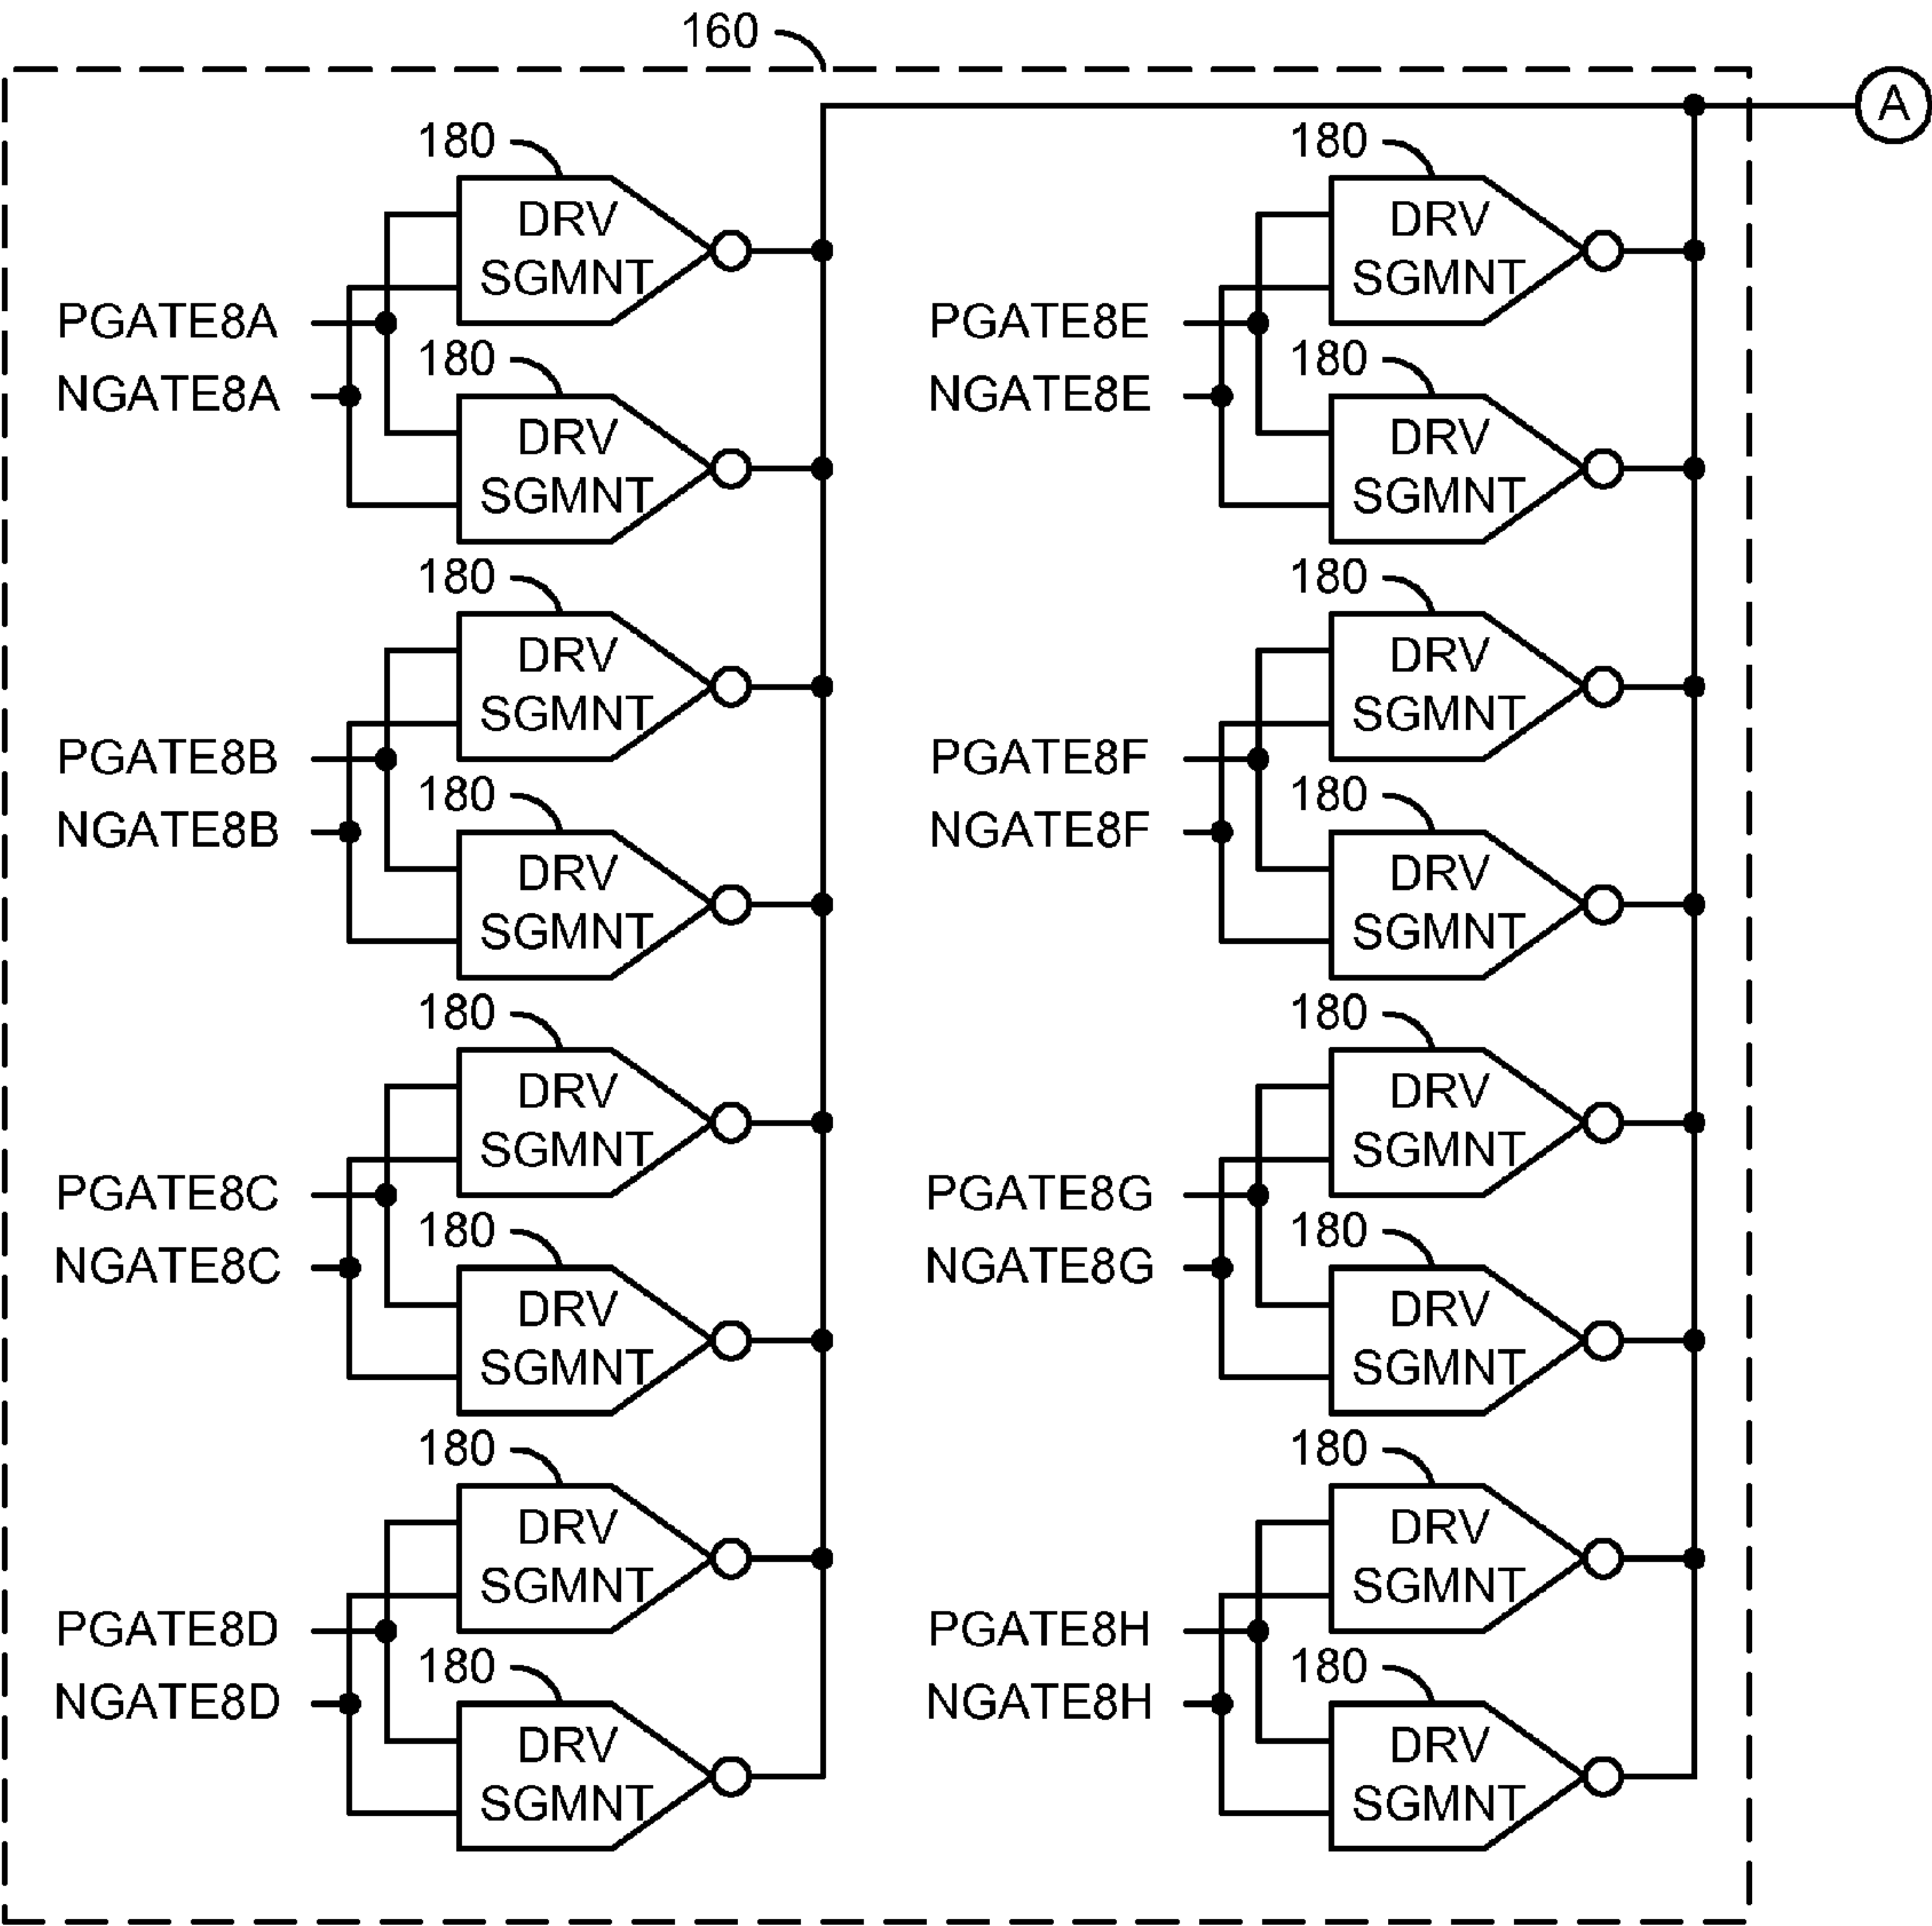 160
A
180
DRV
SGMNT
PGATE8A
NGATE8A
180
DRV
SGMNT
180
DRV
SGMNT
PGATE8B
NGATE8B
180
DRV
SGMNT
180
DRV
SGMNT
PGATE8C
NGATE8C
180
DRV
SGMNT
180
DRV
SGMNT
PGATE8D
NGATE8D
180
DRV
SGMNT
180
DRV
SGMNT
PGATE8E
NGATE8E
180
DRV
SGMNT
180
DRV
SGMNT
PGATE8F
NGATE8F
180
DRV
SGMNT
180
DRV
SGMNT
PGATE8G
NGATE8G
180
DRV
SGMNT
180
DRV
SGMNT
PGATE8H
NGATE8H
180
DRV
SGMNT